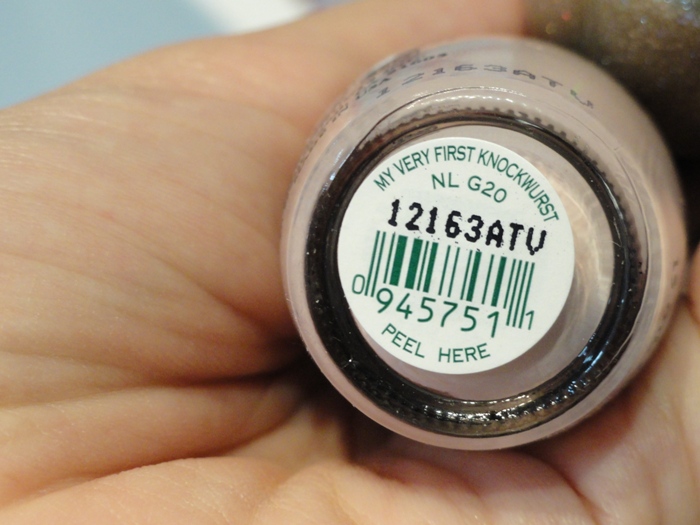 12163ATV
MY VERY FIRST KNOCKWURST
NL G20
12163ATV
0 945751 1
PEEL HERE